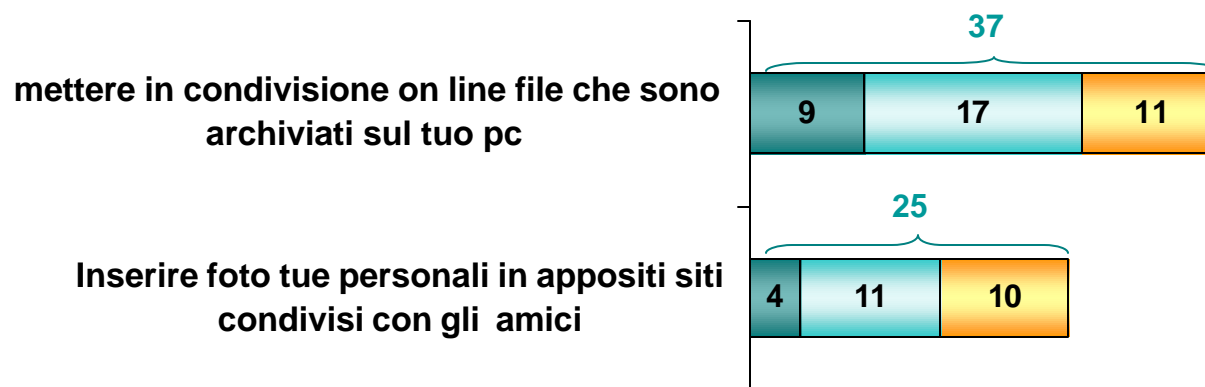 37
mettere in condivisione on line file che sono
archiviati sul tuo pc
9 17 11
25
Inserire foto tue personali in appositi siti
condivisi con gli amici
4 11 10